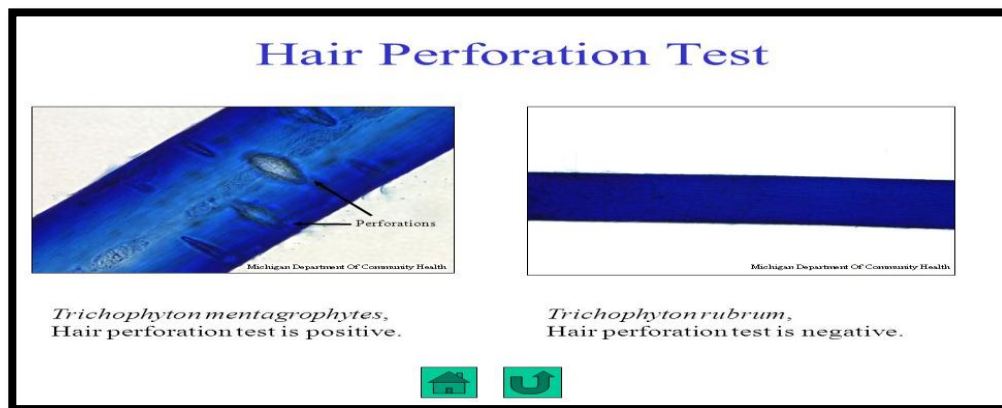 Hair Perforation Test
Perforations
Michigan Department Of Community Health
Michigan Department Of Community Health
Trichophyton mentagrophytes,
Hair perforation test is positive.
Trichophyton rubrum,
Hair perforation test is negative.